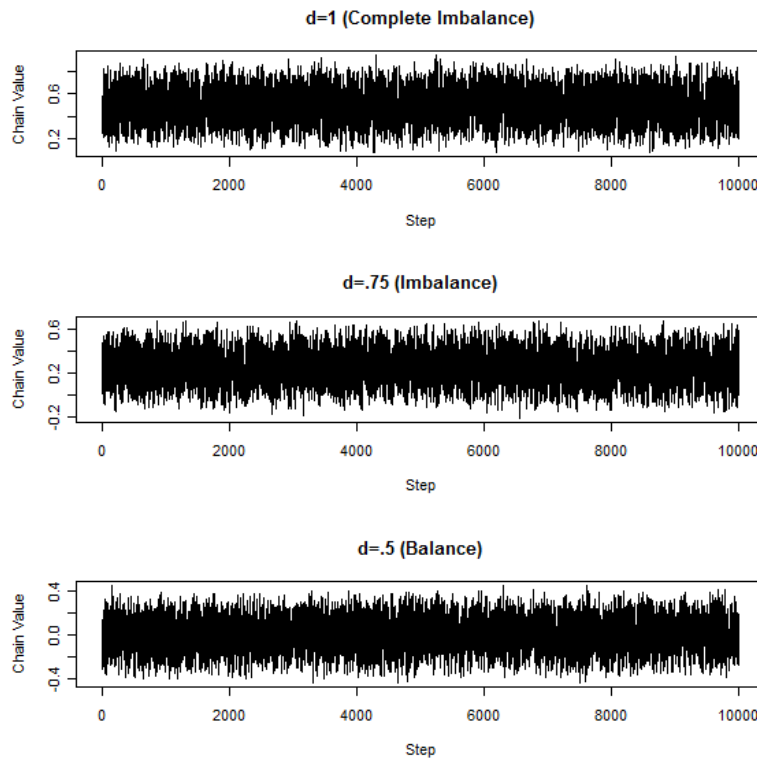 d=1 (Complete Imbalance)
Chain Value
0.6
0.2
0 2000 4000 6000 8000 10000
Step
d=.75 (Imbalance)
Chain Value
0.6
0.2
-0.2
0 2000 4000 6000 8000 10000
Step
d=.5 (Balance)
Chain Value
0.4
0.0
-0.4
0 2000 4000 6000 8000 10000
Step